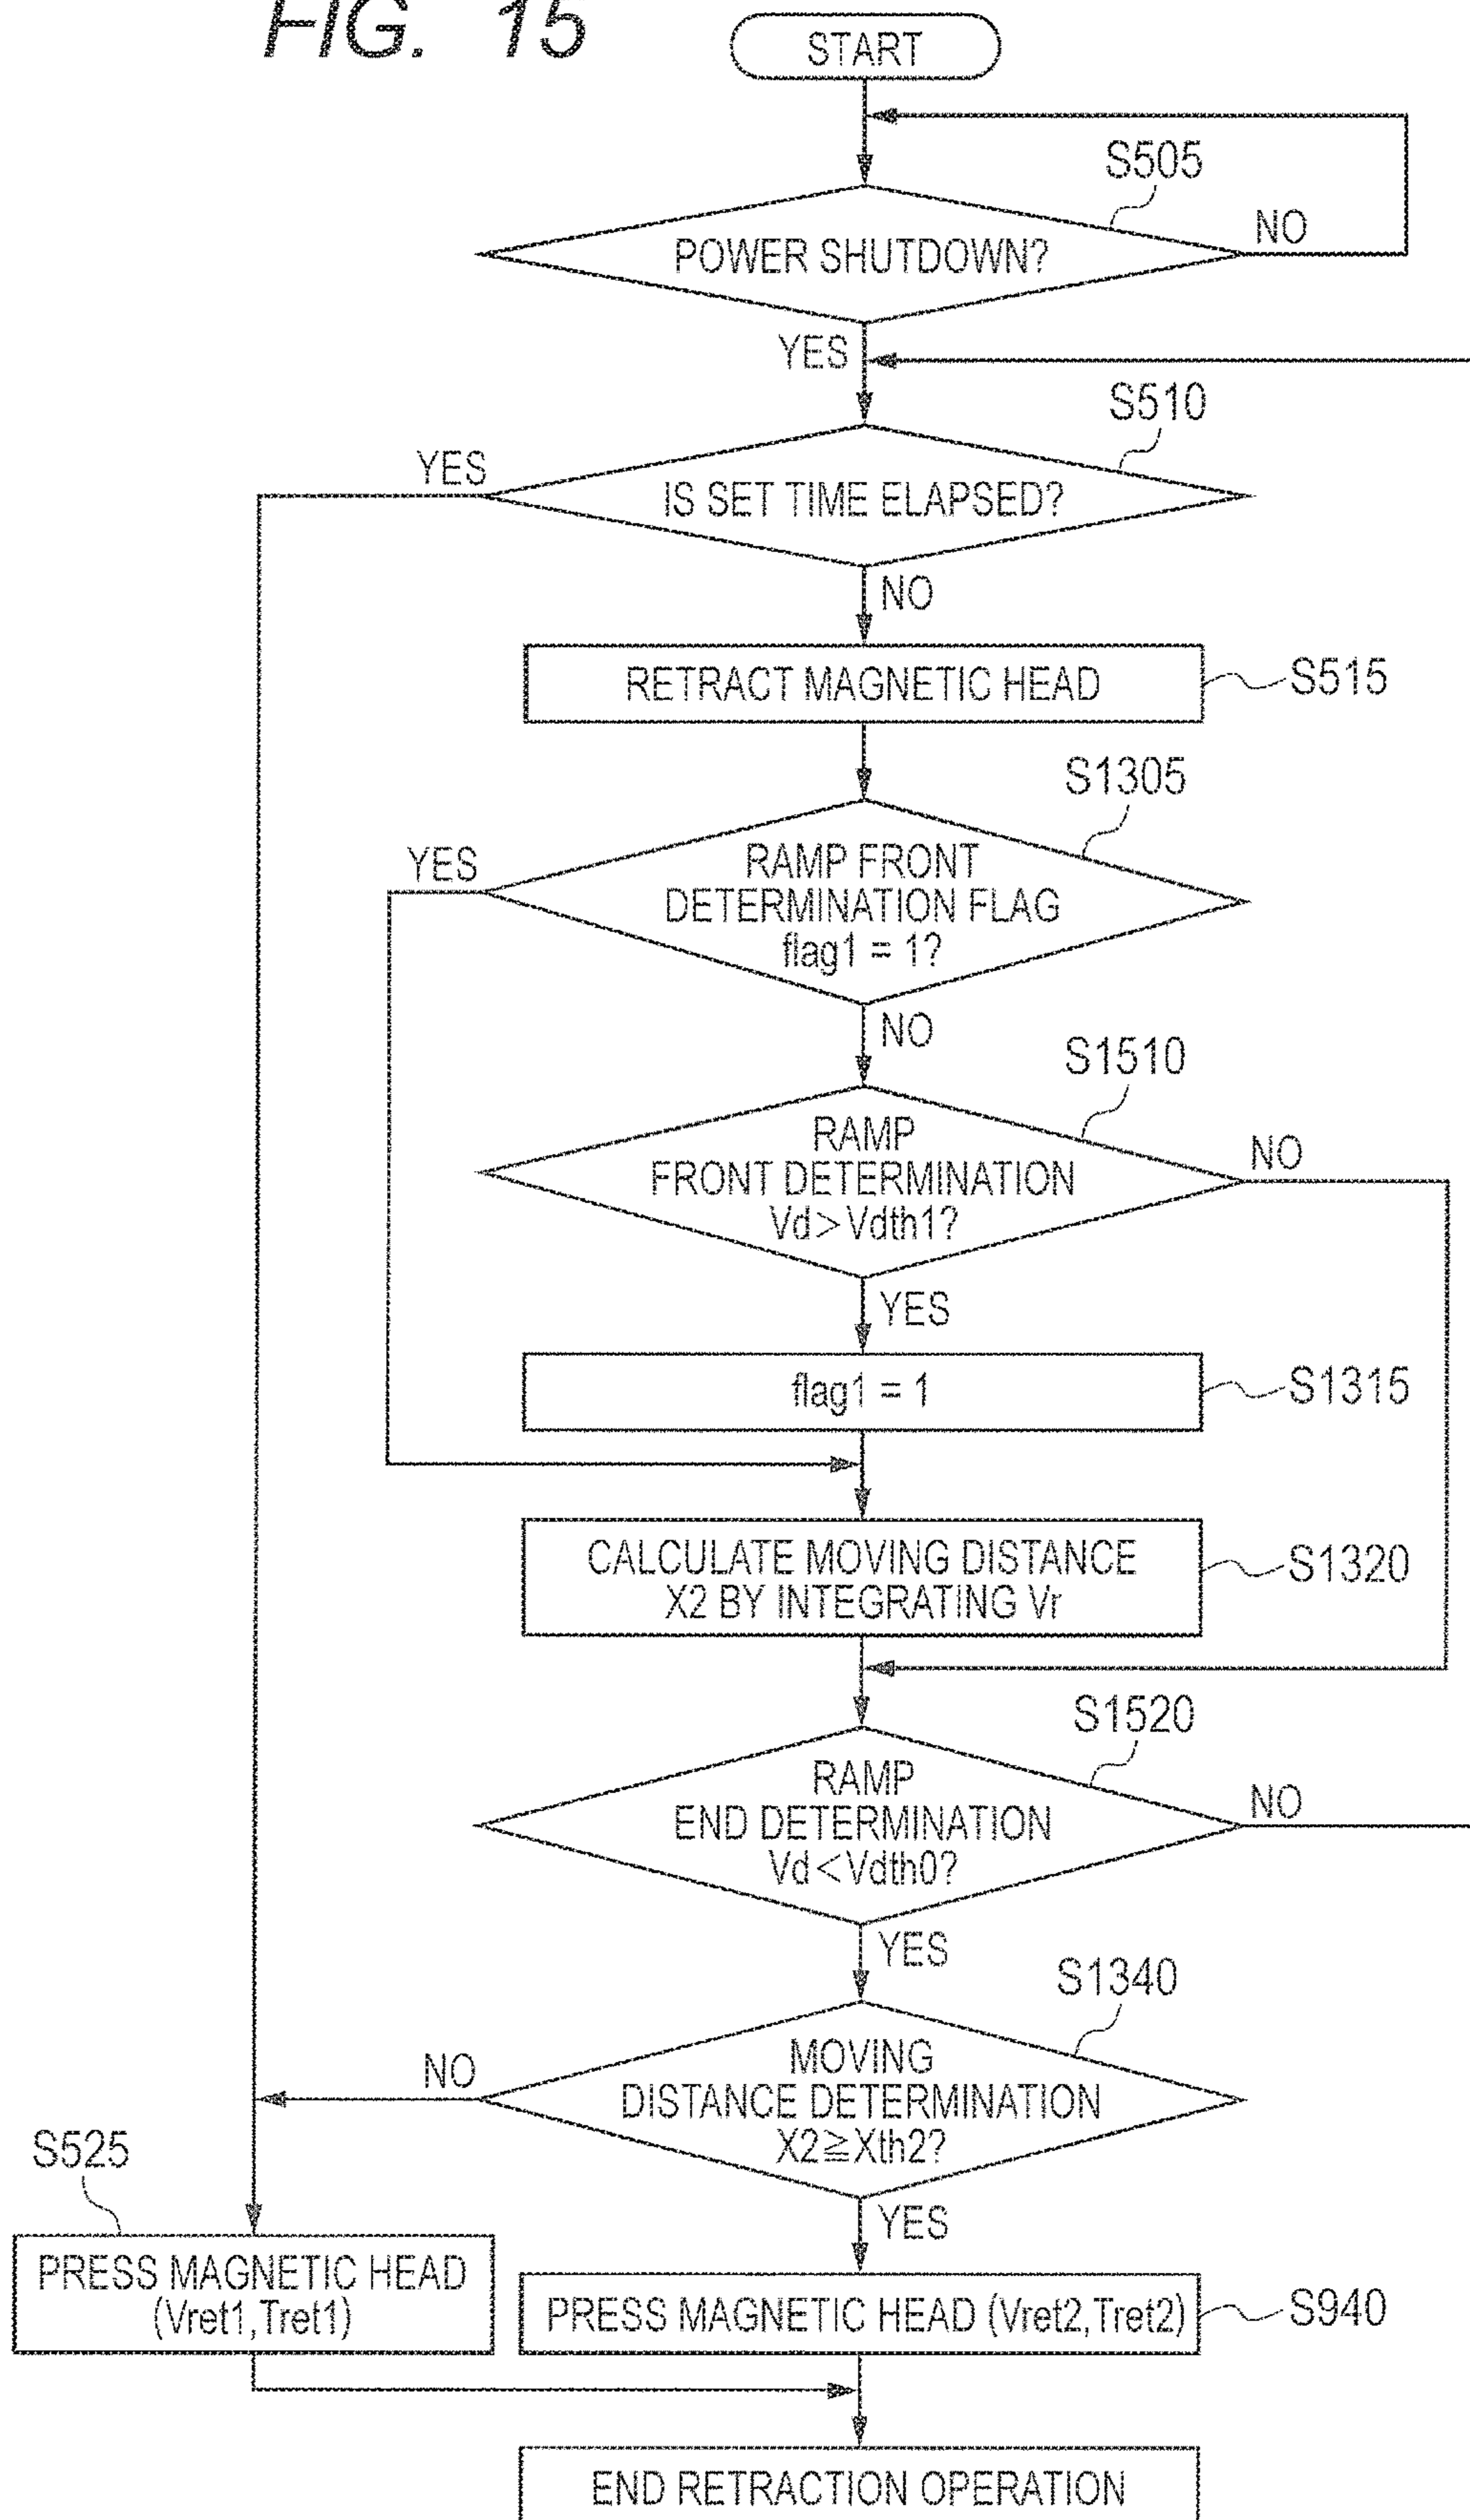 FIG. 15
START
S505
POWER SHUTDOWN?
NO
YES
S510
YES
IS SET TIME ELAPSED?
NO
RETRACT MAGNETIC HEAD
S515
S1305
YES
RAMP FRONT
DETERMINATION FLAG
flag1 = 1?
NO
S1510
RAMP
FRONT DETERMINATION
Vd>Vdth1?
NO
YES
flag1 = 1
S1315
CALCULATE MOVING DISTANCE
X2 BY INTEGRATING Vr
S1320
S1520
RAMP
END DETERMINATION
Vd<Vdth0?
NO
YES
S1340
NO
MOVING
DISTANCE DETERMINATION
X2≧Xth2?
YES
S525
PRESS MAGNETIC HEAD
(Vret1,Tret1)
PRESS MAGNETIC HEAD (Vret2,Tret2)
S940
END RETRACTION OPERATION